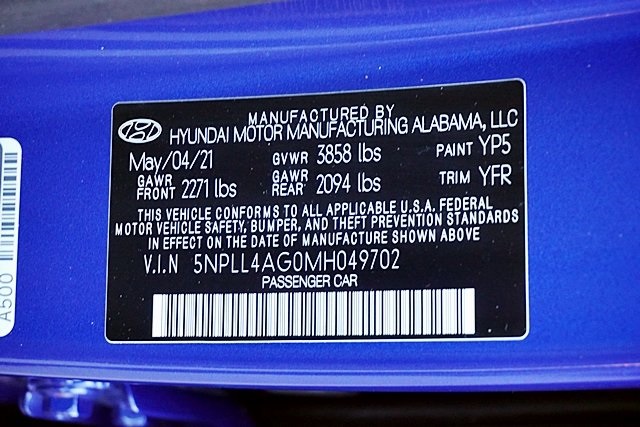 MANUFACTURED BY
HYUNDAI MOTOR MANUFACTURING ALABAMA, LLC
May/04/21 GVWR 3858 lbs PAINT YP5
GAWR FRONT 2271 lbs GAWR REAR 2094 lbs TRIM YFR
THIS VEHICLE CONFORMS TO ALL APPLICABLE U.S.A. FEDERAL
MOTOR VEHICLE SAFETY, BUMPER, AND THEFT PREVENTION STANDARDS
IN EFFECT ON THE DATE OF MANUFACTURE SHOWN ABOVE
V.I.N 5NPLL4AG0MH049702
PASSENGER CAR
A500